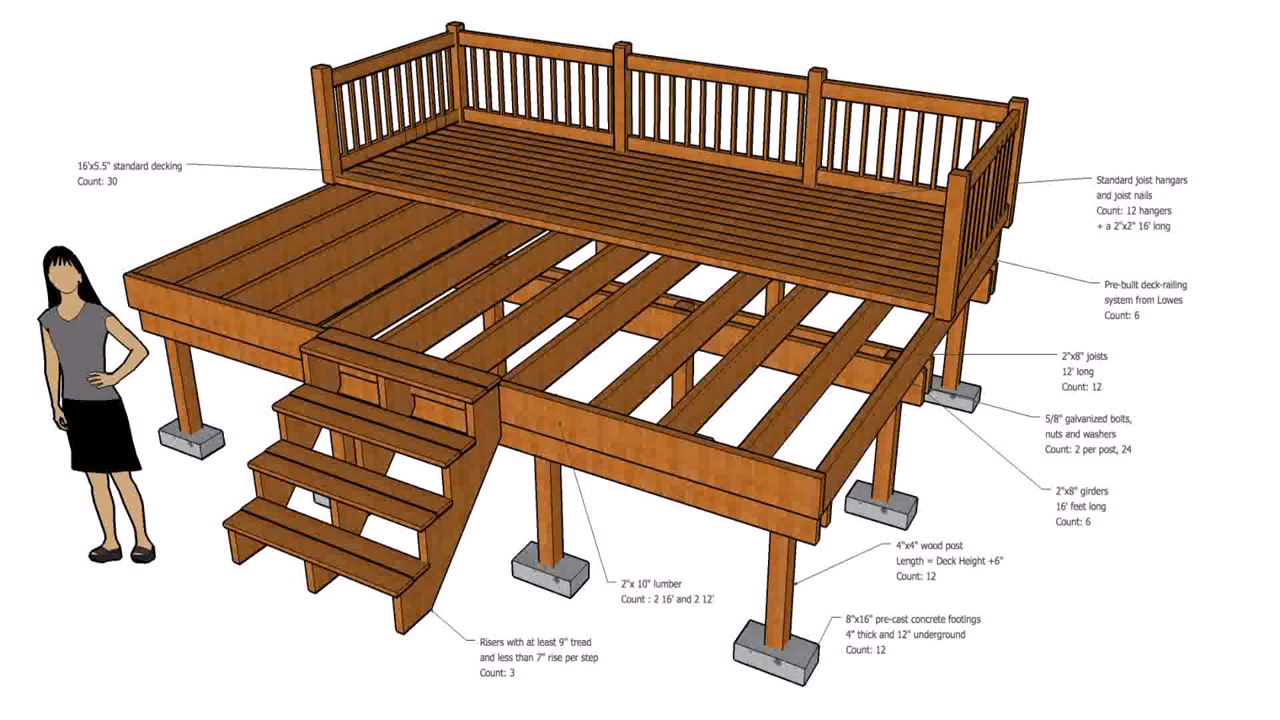 16'x5.5" standard decking
Count: 30
Standard joist hangars
and joist nails
Count: 12 hangers
+ a 2"x2" 16' long
Pre-built deck-railing
system from Lowes
Count: 6
2"x8" joists
12' long
Count: 12
5/8" galvanized bolts,
nuts and washers
Count: 2 per post, 24
2"x8" girders
16' feet long
Count: 6
4"x4" wood post
Length = Deck Height +6"
Count: 12
2"x 10" lumber
Count : 2 16' and 2 12'
8"x16" pre-cast concrete footings
4" thick and 12" underground
Count: 12
Risers with at least 9" tread
and less than 7" rise per step
Count: 3